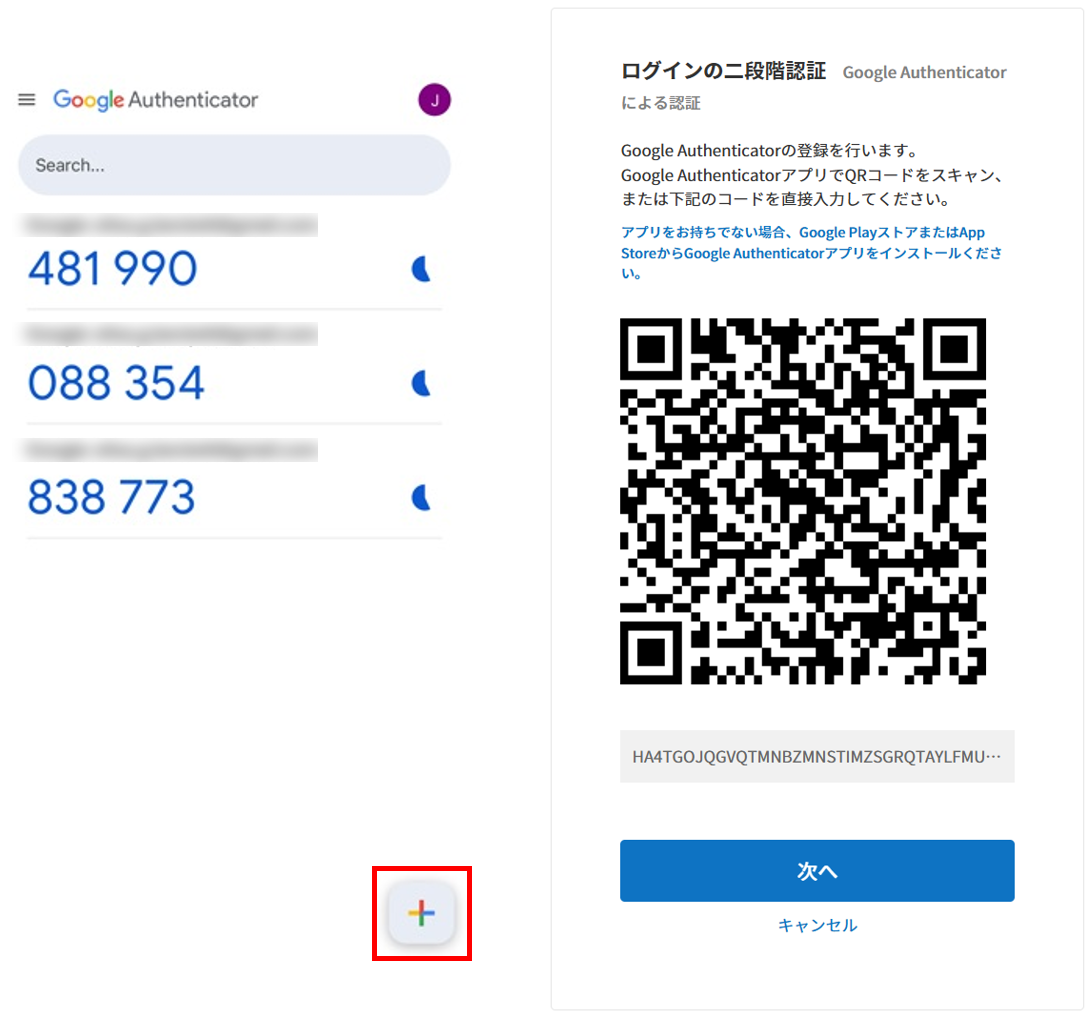 Google Authenticator
J
Search...
481 990
088 354
838 773
ログインの二段階認証 Google Authenticator
による認証
Google Authenticatorの登録を行います。
Google AuthenticatorアプリでQRコードをスキャン、
または下記のコードを直接入力してください。
アプリをお持ちでない場合、Google PlayストアまたはApp
StoreからGoogle Authenticatorアプリをインストールくださ
い。
HA4TGOJQGVQTMNBZMNSTIMZSGRQTAYLFMU…
次へ
キャンセル